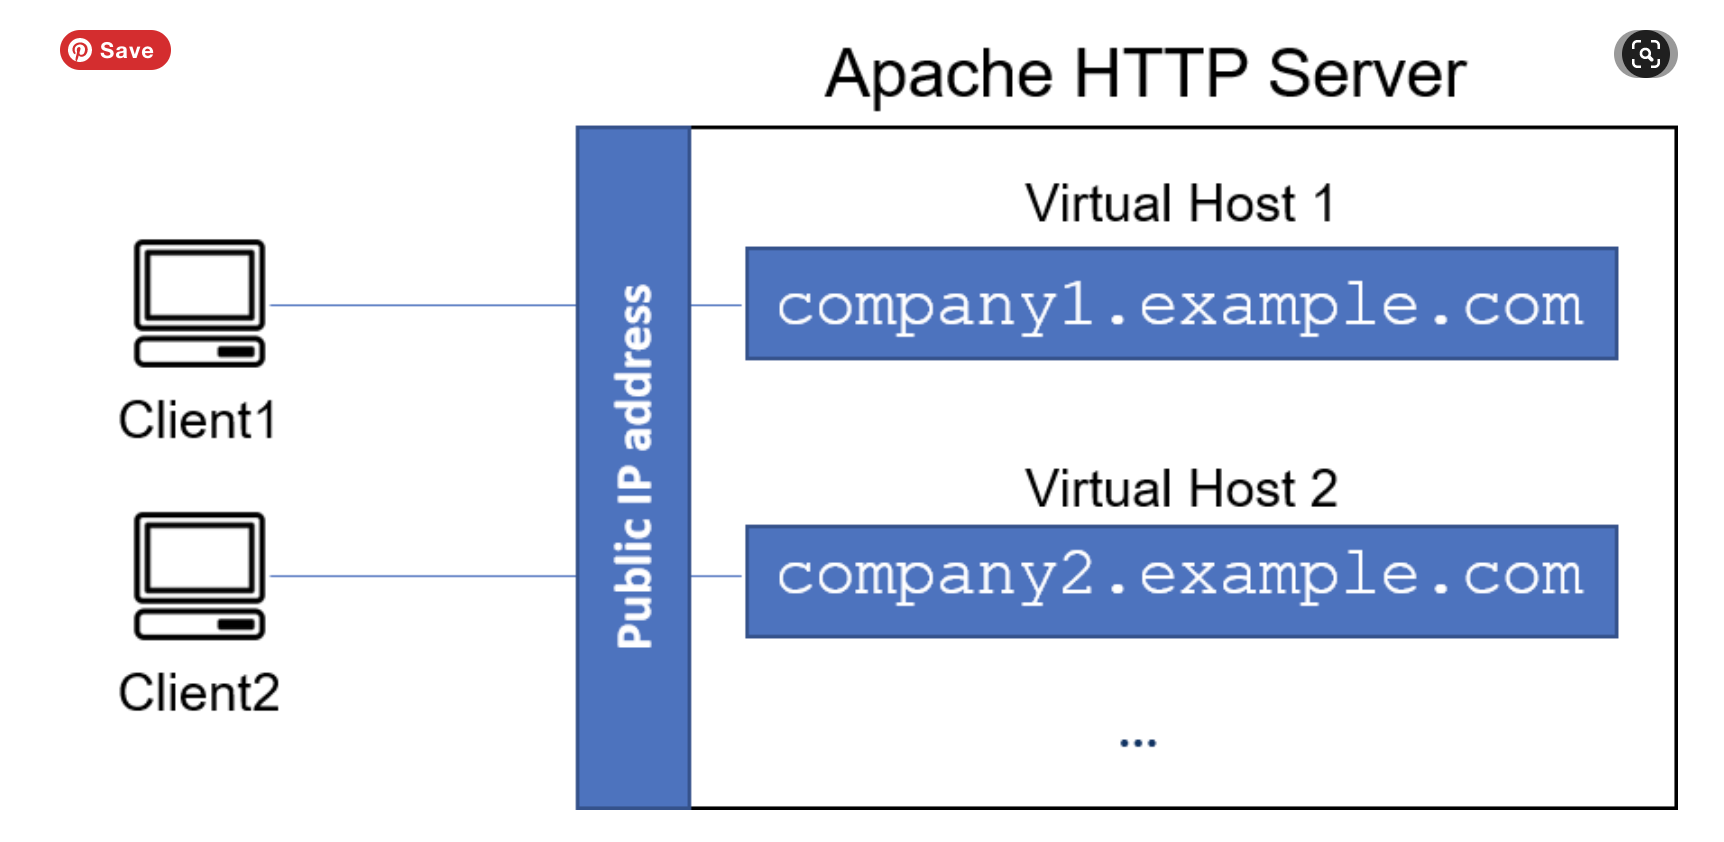 Save
Apache HTTP Server
Virtual Host 1
company1.example.com
Client1
Public IP address
Virtual Host 2
company2.example.com
Client2
...